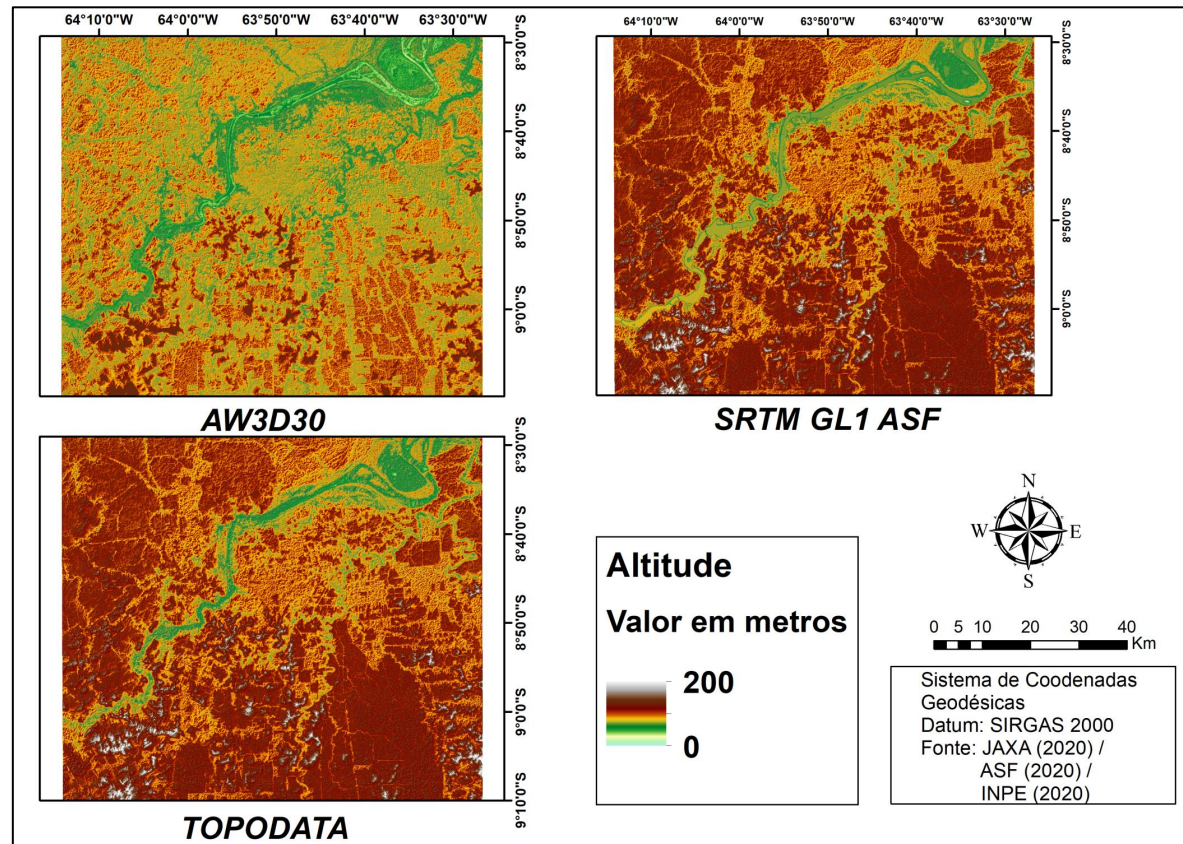 64°10'0"W 64°0'0"W 63°50'0"W 63°40'0"W 63°30'0"W
8°30'0"S
8°40'0"S
8°50'0"S
9°0'0"S
AW3D30
64°10'0"W 64°0'0"W 63°50'0"W 63°40'0"W 63°30'0"W
8°30'0"S
8°40'0"S
8°50'0"S
9°0'0"S
SRTM GL1 ASF
8°30'0"S
8°40'0"S
8°50'0"S
9°0'0"S
9°10'0"S
TOPODATA
Altitude
Valor em metros
200
0
N
W E
S
0 5 10 20 30 40
Km
Sistema de Coodenadas
Geodésicas
Datum: SIRGAS 2000
Fonte: JAXA (2020) /
ASF (2020) /
INPE (2020)